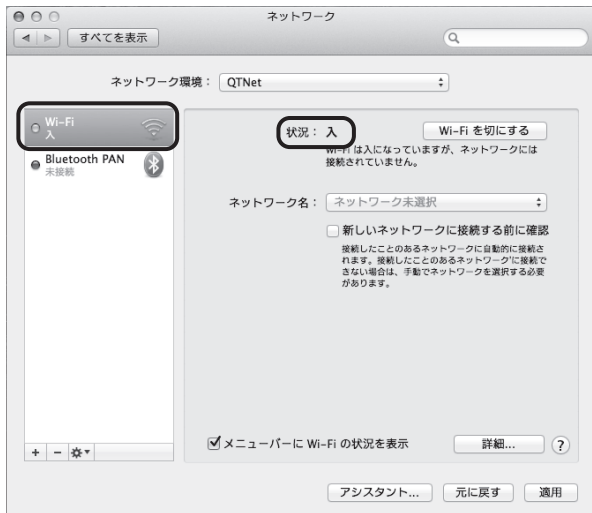 ネットワーク
すべてを表示
ネットワーク環境： QTNet
Wi-Fi
入
Bluetooth PAN
未接続
状況： 入
Wi-Fi を切にする
Wi-Fi は入になっていますが、ネットワークには
接続されていません。
ネットワーク名： ネットワーク未選択
新しいネットワークに接続する前に確認
接続したことのあるネットワークに自動的に接続さ
れます。接続したことのあるネットワークに接続で
きない場合は、手動でネットワークを選択する必要
があります。
メニューバーに Wi-Fi の状況を表示
詳細... ?
+ −
アシスタント... 元に戻す 適用